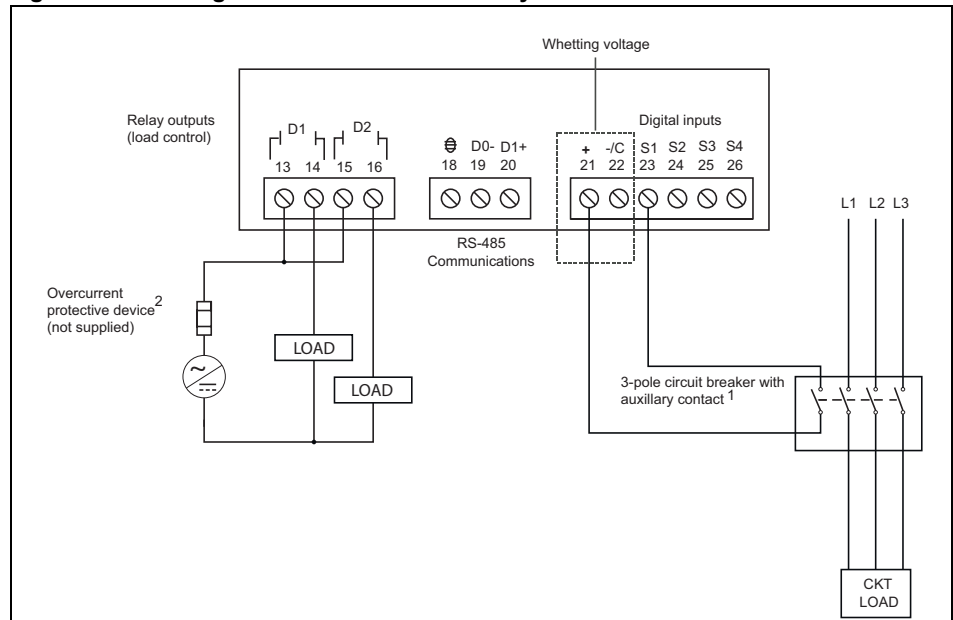 Whetting voltage
Relay outputs
(load control)
D1 D2
13 14 15 16
D0- D1+
18 19 20
Digital inputs
+ -/C S1 S2 S3 S4
21 22 23 24 25 26
RS-485
Communications
L1 L2 L3
Overcurrent
protective device2
(not supplied)
LOAD
LOAD
3-pole circuit breaker with
auxillary contact 1
CKT
LOAD